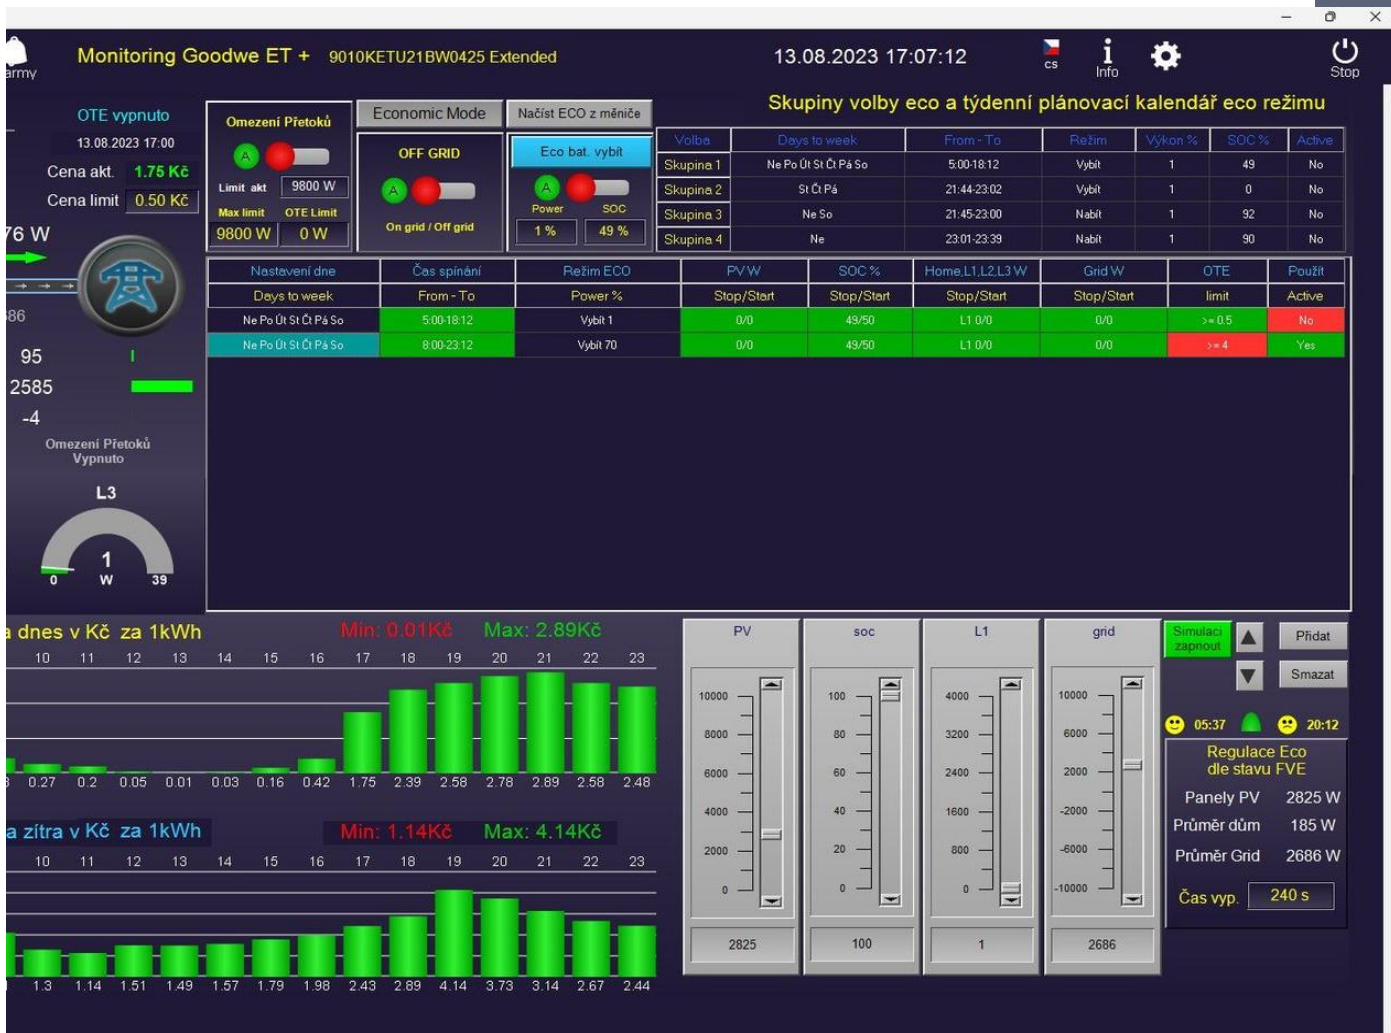 army
Monitoring Goodwe ET +
9010KETU21BW0425 Extended
13.08.2023 17:07:12
cs
Info
Stop
OTE vypnuto
13.08.2023 17:00
Cena akt. 1.75 Kč
Cena limit 0.50 Kč
76 W
95
2585
-4
Omezení Přetoků
Vypnuto
L3
1
0 W 39
Omezení Přetoků
A
Limit akt 9800 W
Max limit OTE Limit
9800 W 0 W
Economic Mode
OFF GRID
A
On grid / Off grid
Načíst ECO z měniče
Eco bat. vybít
A
Power SOC
1 % 49 %
Skupiny volby eco a týdenní plánovací kalendář eco režimu
Volba Days to week From - To Režim Výkon % SOC % Active
Skupina 1 Ne Po Út St Čt Pá So 5:00-18:12 Vybít 1 49 No
Skupina 2 St Čt Pá 21:44-23:02 Vybít 1 0 No
Skupina 3 Ne So 21:45-23:00 Nabít 1 92 No
Skupina 4 Ne 23:01-23:39 Nabít 1 90 No
Nastavení dne Čas spínání Režim ECO PV W SOC % Home,L1,L2,L3 W Grid W OTE Použít
Days to week From - To Power % Stop/Start Stop/Start Stop/Start Stop/Start limit Active
Ne Po Út St Čt Pá So 5:00-18:12 Vybít 1 0/0 49/50 L1 0/0 0/0 >= 0.5 No
Ne Po Út St Čt Pá So 8:00-23:12 Vybít 70 0/0 49/50 L1 0/0 0/0 >= 4 Yes
a dnes v Kč za 1kWh Min: 0.01Kč Max: 2.89Kč
10 11 12 13 14 15 16 17 18 19 20 21 22 23
0.27 0.2 0.05 0.01 0.03 0.16 0.42 1.75 2.39 2.58 2.78 2.89 2.58 2.48
a zítra v Kč za 1kWh Min: 1.14Kč Max: 4.14Kč
10 11 12 13 14 15 16 17 18 19 20 21 22 23
1.3 1.14 1.51 1.49 1.57 1.79 1.98 2.43 2.89 4.14 3.73 3.14 2.67 2.44
PV
10000
8000
6000
4000
2000
0
2825
soc
100
80
60
40
20
0
100
L1
4000
3200
2400
1600
800
0
1
grid
10000
6000
2000
-2000
-6000
-10000
2686
Simulaci
zapnout
Přidat
Smazat
05:37 20:12
Regulace Eco
dle stavu FVE
Panely PV 2825 W
Průměr dům 185 W
Průměr Grid 2686 W
Čas vyp. 240 s